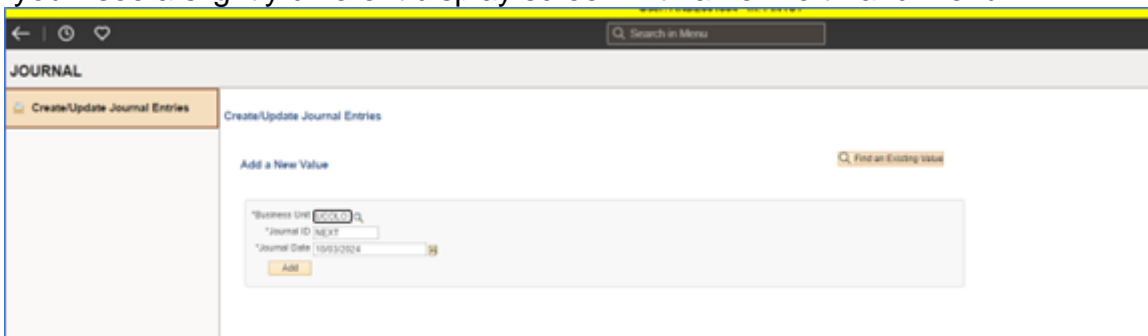 Search in Menu
JOURNAL
Create/Update Journal Entries
Create/Update Journal Entries
Add a New Value
Find an Existing Value
*Business Unit UCOLO
*Journal ID NEXT
*Journal Date 10/03/2024
Add